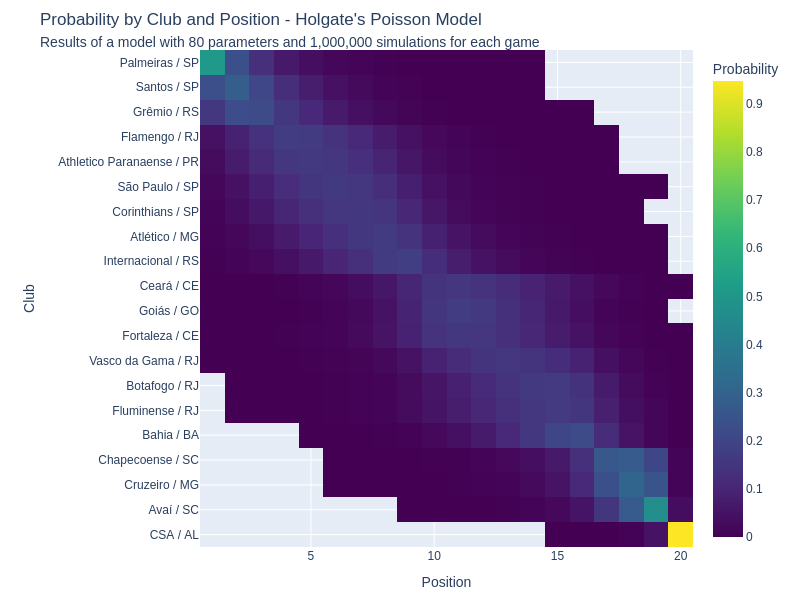 Probability by Club and Position - Holgate's Poisson Model
Results of a model with 80 parameters and 1,000,000 simulations for each game
Probability
Palmeiras / SP
Santos / SP
Grêmio / RS
Flamengo / RJ
Athletico Paranaense / PR
São Paulo / SP
Corinthians / SP
Atlético / MG
Internacional / RS
Ceará / CE
Goiás / GO
Fortaleza / CE
Vasco da Gama / RJ
Botafogo / RJ
Fluminense / RJ
Bahia / BA
Chapecoense / SC
Cruzeiro / MG
Avaí / SC
CSA / AL
Club
5
10
15
20
Position
0.9
0.8
0.7
0.6
0.5
0.4
0.3
0.2
0.1
0